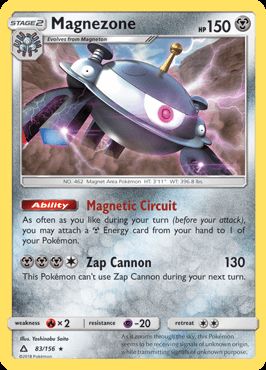 STAGE2 Magnezone HP 150
Evolves from Magneton
NO. 462 Magnet Area Pokémon HT: 3'11" WT: 396.8 lbs.
Ability Magnetic Circuit
As often as you like during your turn (before your attack),
you may attach a Energy card from your hand to 1 of
your Pokémon.
Zap Cannon 130
This Pokémon can't use Zap Cannon during your next turn.
weakness ×2 resistance -20 retreat
Illus. Yoshinobu Saito
83/156 ★
©2018 Pokémon
As it zooms through the sky, this Pokémon
seems to be receiving signals of unknown origin,
while transmitting signals of unknown purpose.